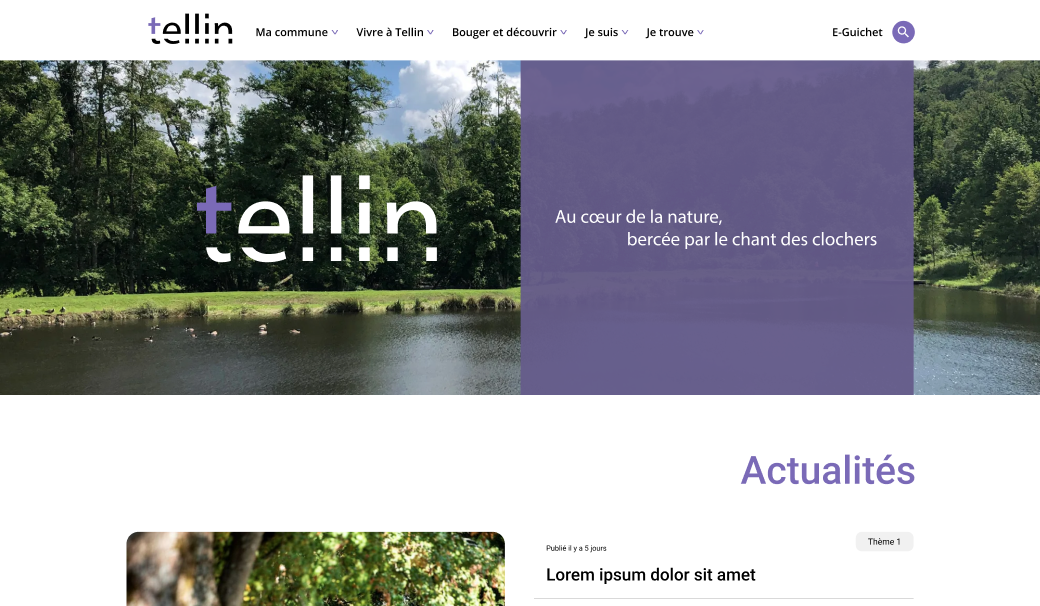 tellin
Ma commune Vivre à Tellin Bouger et découvrir Je suis Je trouve E-Guichet
tellin
Au cœur de la nature,
bercée par le chant des clochers
Actualités
Publié il y a 5 jours
Thème 1
Lorem ipsum dolor sit amet